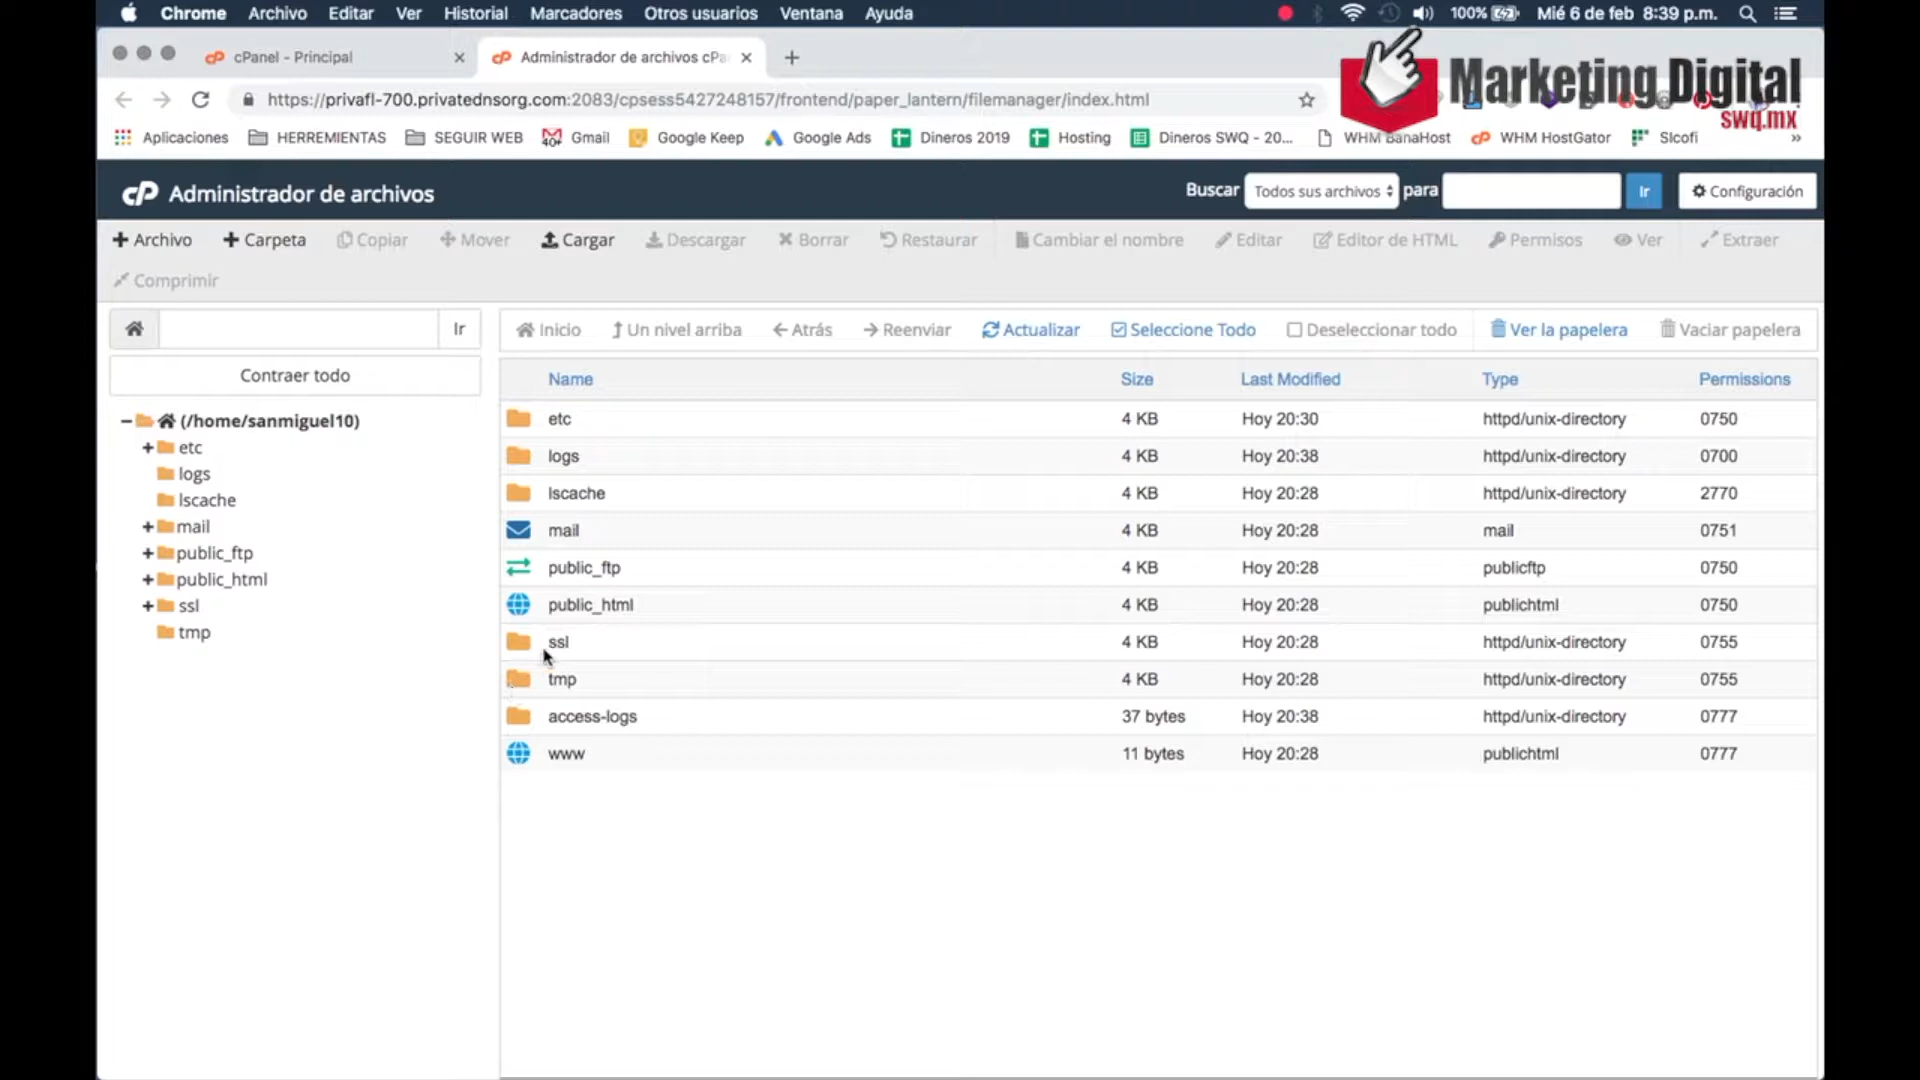 Chrome Archivo Editar Ver Historial Marcadores Otros usuarios Ventana Ayuda 100% Mié 6 de feb 8:39 p.m.
cPanel - Principal Administrador de archivos cPa
Marketing Digital
swq.mx
https://privafl-700.privatednsorg.com:2083/cpsess5427248157/frontend/paper_lantern/filemanager/index.html
Aplicaciones HERREMIENTAS SEGUIR WEB 40+ Gmail Google Keep Google Ads Dineros 2019 Hosting Dineros SWQ - 20... WHM BanaHost WHM HostGator Slcofi »
cP Administrador de archivos Buscar Todos sus archivos para Ir Configuración
Archivo Carpeta Copiar Mover Cargar Descargar Borrar Restaurar Cambiar el nombre Editar Editor de HTML Permisos Ver Extraer
Comprimir
Ir Inicio Un nivel arriba Atrás Reenviar Actualizar Seleccione Todo Deseleccionar todo Ver la papelera Vaciar papelera
Contraer todo
(/home/sanmiguel10)
etc
logs
lscache
mail
public_ftp
public_html
ssl
tmp
Name Size Last Modified Type Permissions
etc 4 KB Hoy 20:30 httpd/unix-directory 0750
logs 4 KB Hoy 20:38 httpd/unix-directory 0700
lscache 4 KB Hoy 20:28 httpd/unix-directory 2770
mail 4 KB Hoy 20:28 mail 0751
public_ftp 4 KB Hoy 20:28 publicftp 0750
public_html 4 KB Hoy 20:28 publichtml 0750
ssl 4 KB Hoy 20:28 httpd/unix-directory 0755
tmp 4 KB Hoy 20:28 httpd/unix-directory 0755
access-logs 37 bytes Hoy 20:38 httpd/unix-directory 0777
www 11 bytes Hoy 20:28 publichtml 0777